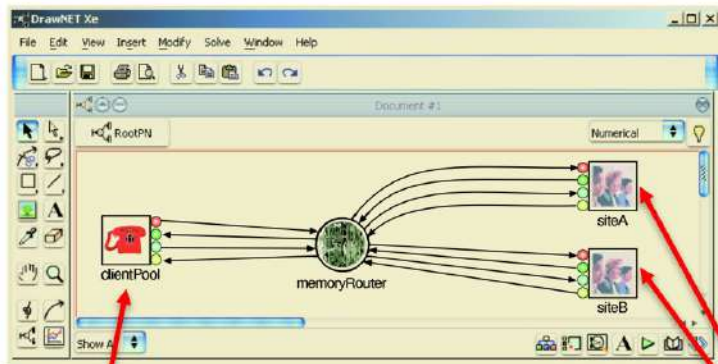 DrawNET Xe
File Edit View Insert Modify Solve Window Help
Document #1
RootPN
Numerical
A
siteA
clientPool
memoryRouter
siteB
Show A
A